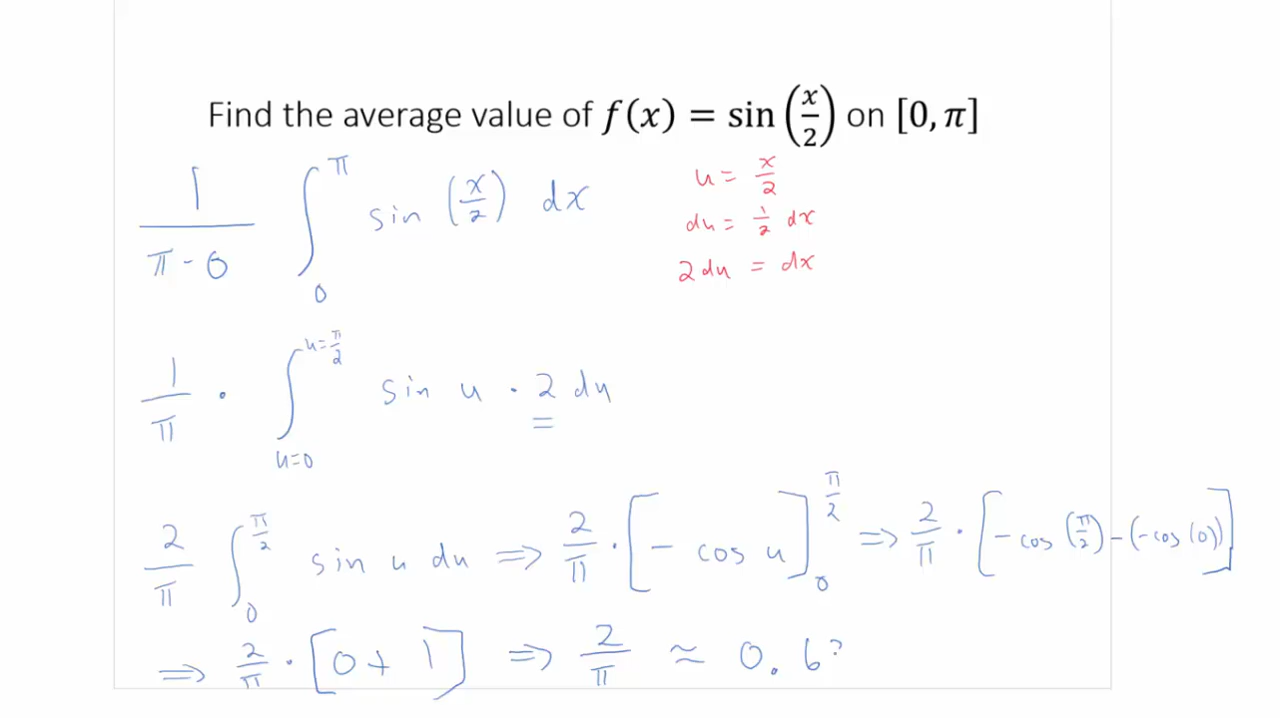 Find the average value of f(x) = sin(x/2) on [0, π]
1/(π - 0) ∫₀^π sin (x/2) dx
u = x/2
du = 1/2 dx
2 du = dx
1/π · ∫_{u=0}^{u=π/2} sin u · 2 du
2/π ∫₀^{π/2} sin u du ⇒ 2/π · [- cos u]₀^{π/2} ⇒ 2/π · [-cos (π/2) - (-cos (0))]
⇒ 2/π · [0 + 1] ⇒ 2/π ≈ 0.6